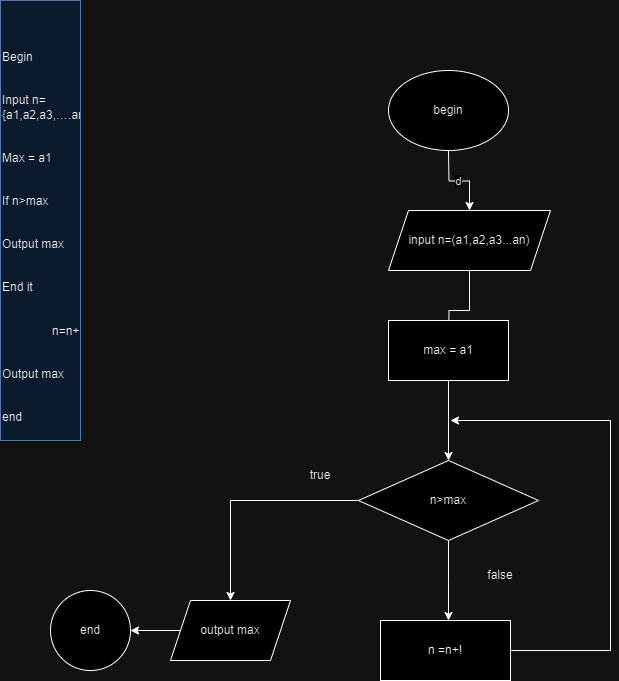 Begin
Input n=
{a1,a2,a3,....an
Max = a1
If n>max
Output max
End it
n=n+
Output max
end
begin
d
input n=(a1,a2,a3...an)
max = a1
n>max
true
false
n =n+!
output max
end